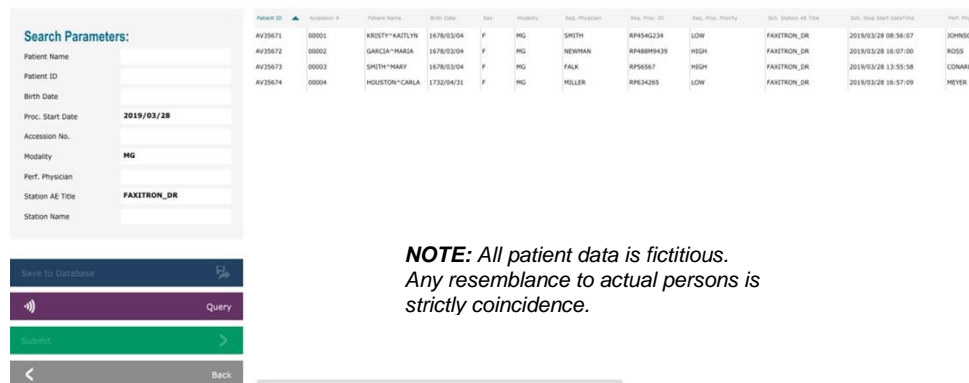 Search Parameters:
Patient Name
Patient ID
Birth Date
Proc. Start Date 2019/03/28
Accession No.
Modality MG
Perf. Physician
Station AE Title FAXITRON_DR
Station Name
Save to Database
Query
Submit
Back
Patient ID Accession # Patient Name Birth Date Sex Modality Req. Physician Req. Proc. ID Req. Proc. Priority Sch. Station AE Title Sch. Step Start DateTime Perf. Phy
AV35671 00001 KRISTY^KAITLYN 1678/03/04 F MG SMITH RP454G234 LOW FAXITRON_DR 2019/03/28 08:56:07 JOHNSO
AV35672 00002 GARCIA^MARIA 1678/03/04 F MG NEWMAN RP488M9439 HIGH FAXITRON_DR 2019/03/28 16:07:00 ROSS
AV35673 00003 SMITH^MARY 1678/03/04 F MG FALK RP56567 HIGH FAXITRON_DR 2019/03/28 13:55:58 CONAR
AV35674 00004 HOUSTON^CARLA 1732/04/31 F MG MILLER RP634265 LOW FAXITRON_DR 2019/03/28 16:57:09 MEYER
NOTE: All patient data is fictitious.
Any resemblance to actual persons is
strictly coincidence.